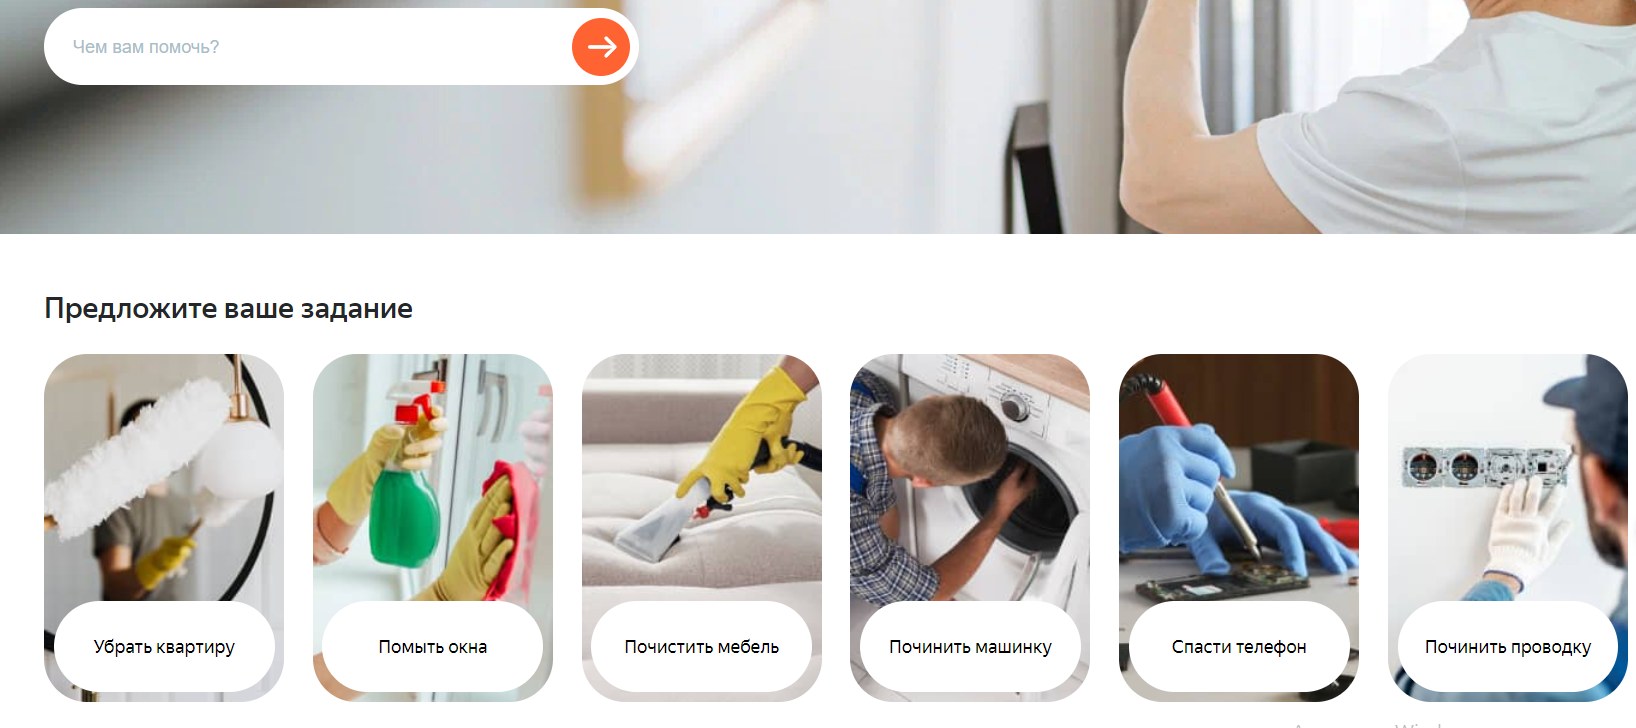 Чем вам помочь?
Предложите ваше задание
Убрать квартиру
Помыть окна
Почистить мебель
Починить машинку
Спасти телефон
Починить проводку